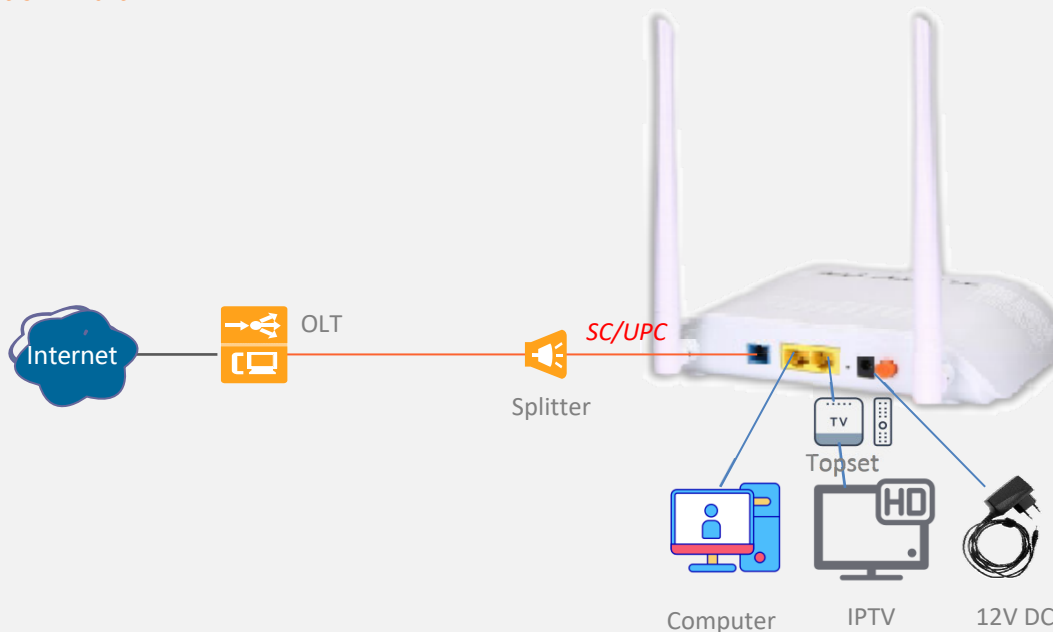 Internet
OLT
Splitter
SC/UPC
TV
Topset
HD
Computer
IPTV
12V DC